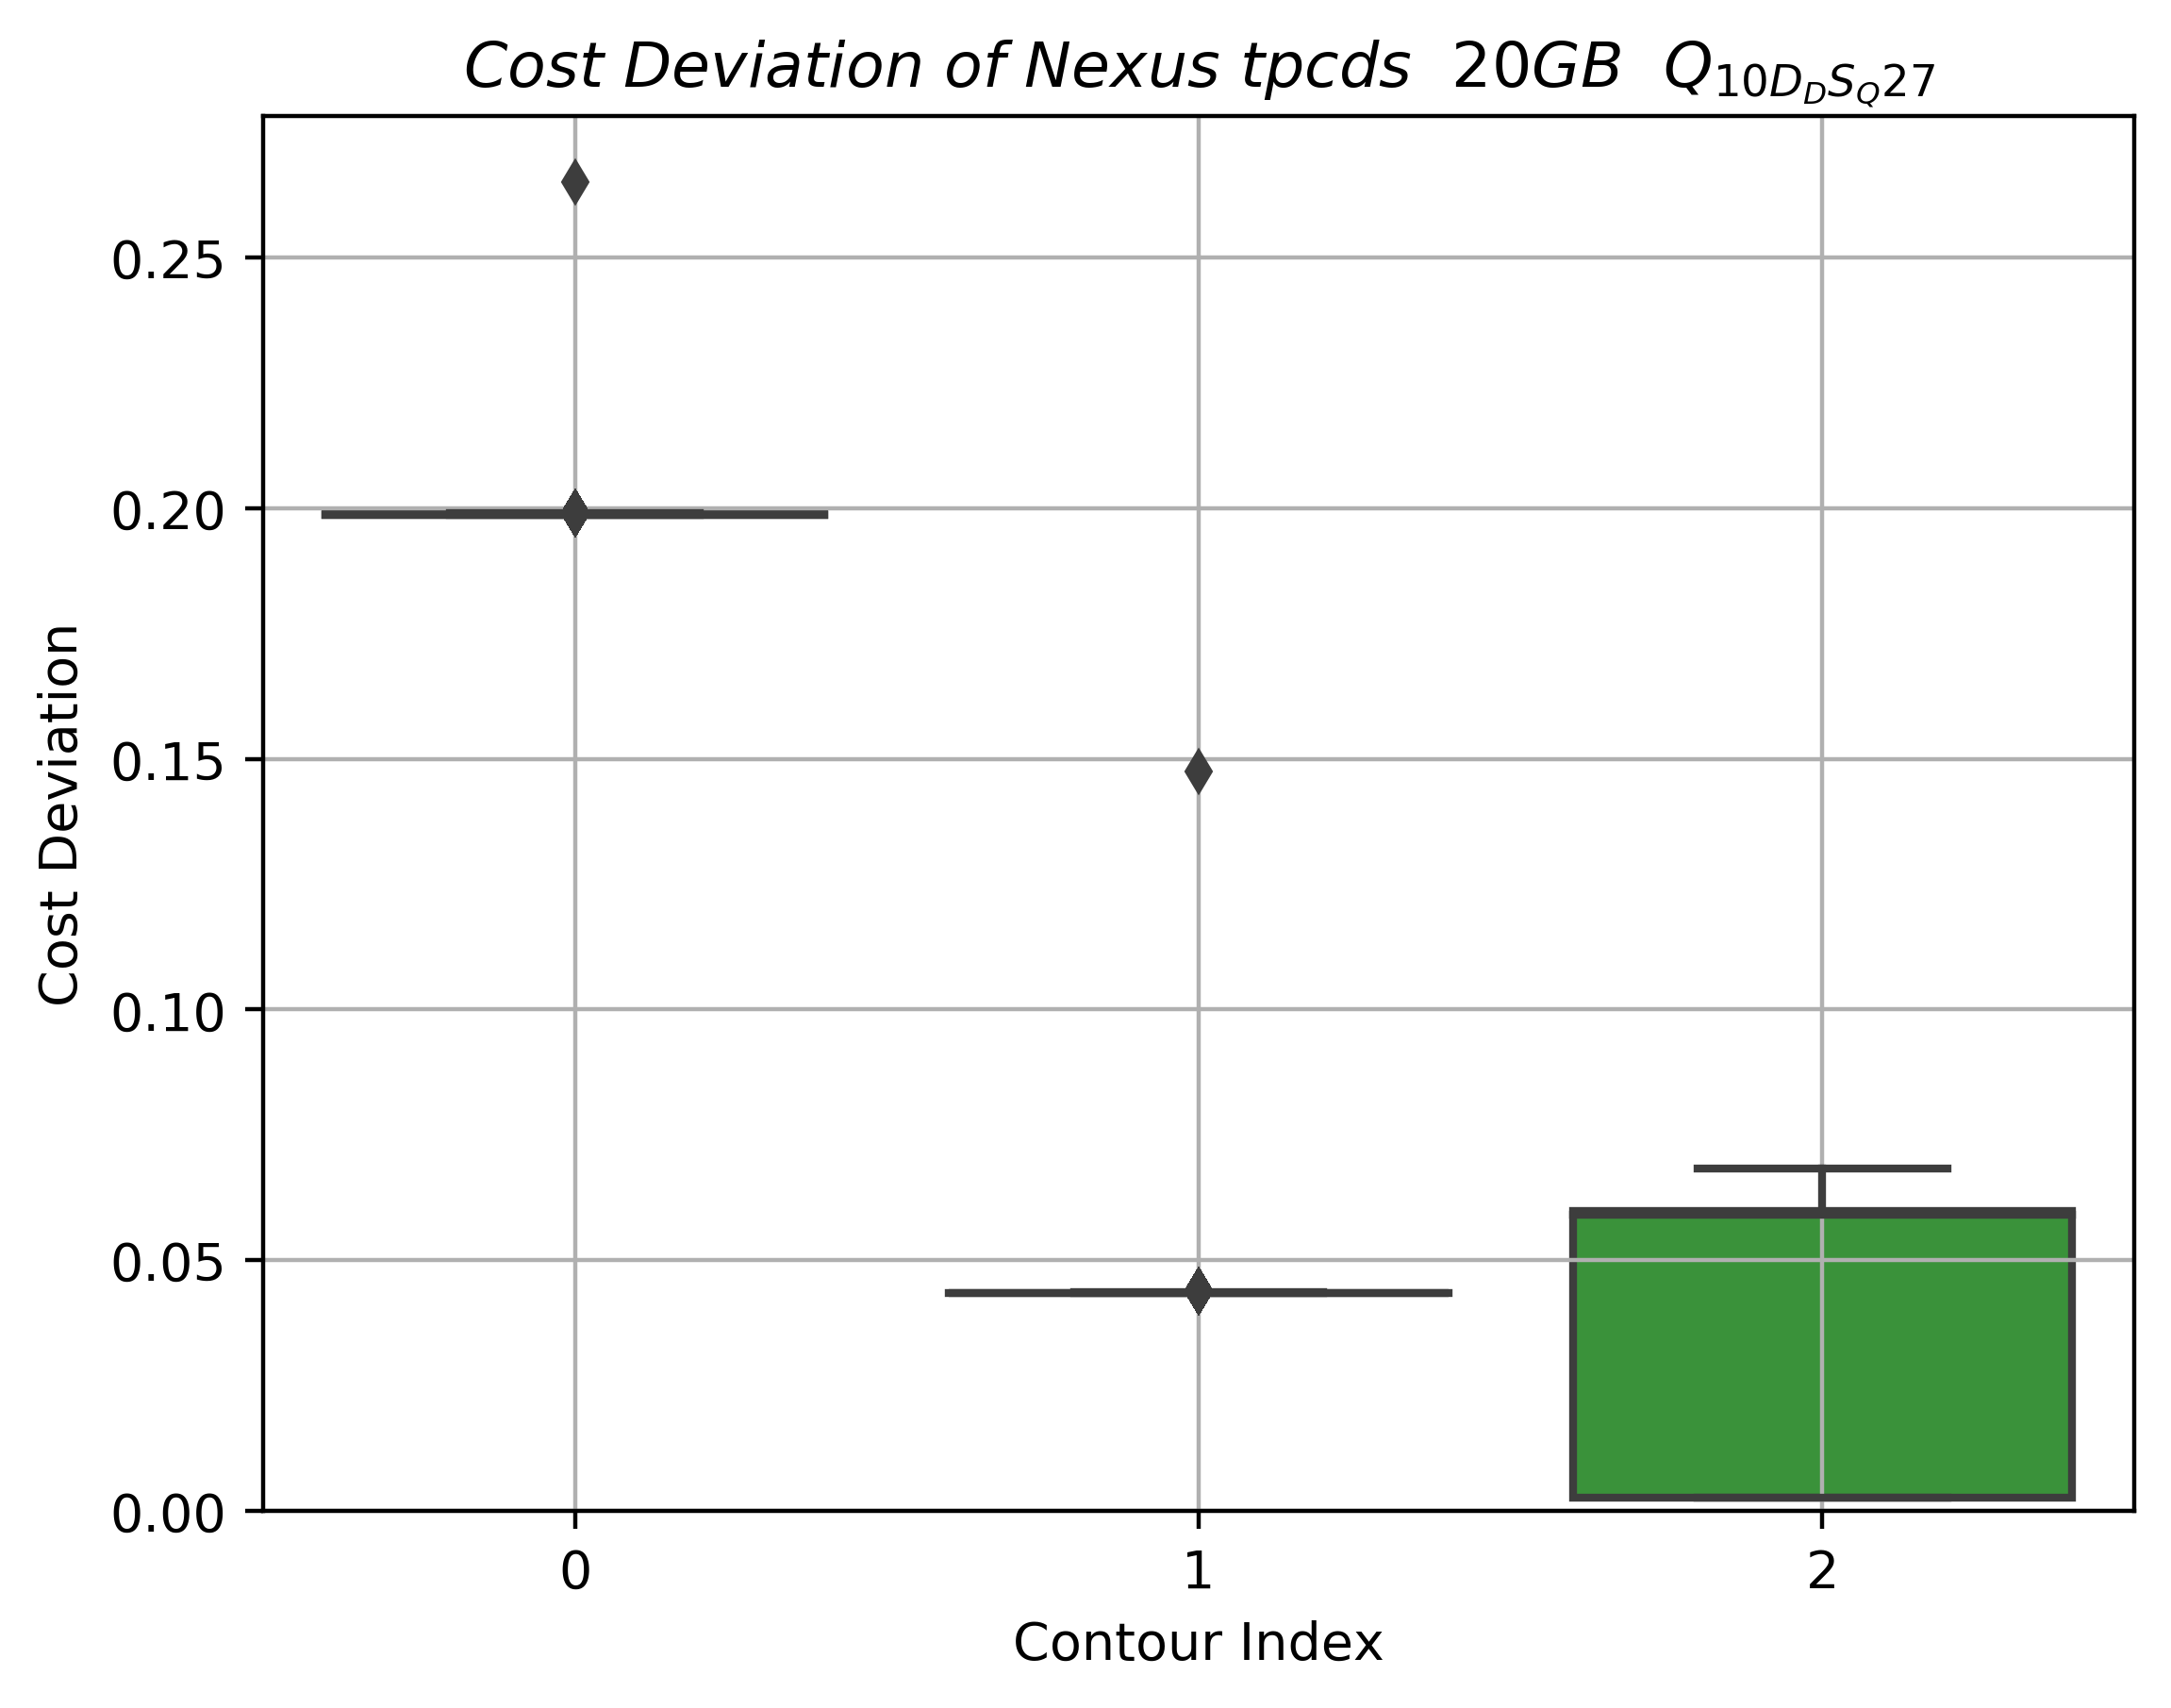 Cost Deviation of Nexus tpcds 20GB Q10D_DS_Q27
0.25
0.20
0.15
0.10
0.05
0.00
Cost Deviation
0 1 2
Contour Index